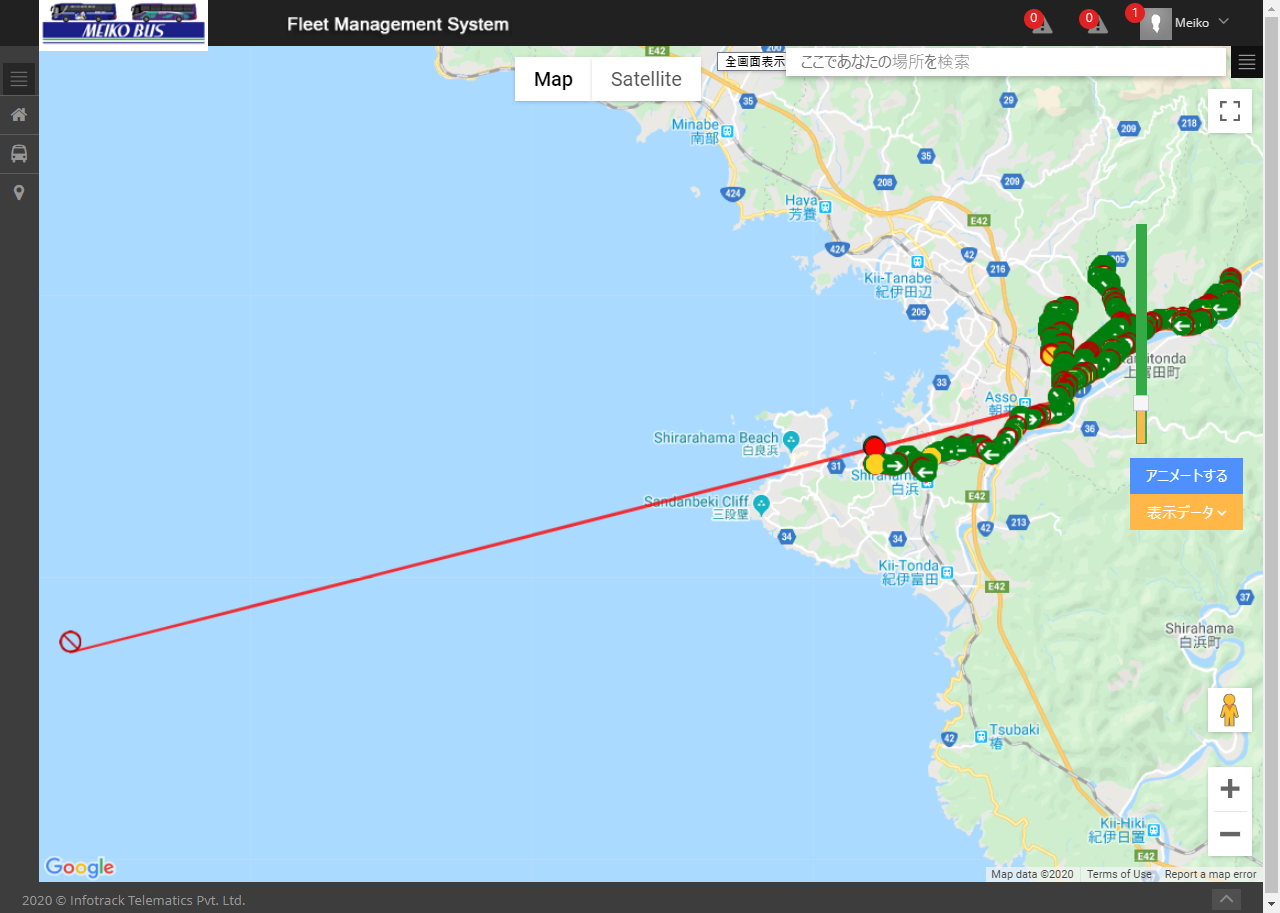 MEIKO BUS
Fleet Management System
0
0
1
Meiko
Map
Satellite
全画面表示
ここであなたの場所を検索
E42
200
35
29
Minabe
南部
209
218
35
424
208
209
Haya
芳養
E42
424
42
205
216
Kii-Tanabe
紀伊田辺
206
上富田町
33
Asso
朝来
36
Shirarahama Beach
白良浜
31
白浜
E42
Sandanbeki Cliff
三段壁
34
34
42
213
アニメートする
表示データ
Kii-Tonda
紀伊富田
E42
37
Shirahama
白浜町
42
Tsubaki
椿
Kii-Hiki
紀伊日置
E42
Google
Map data ©2020
Terms of Use
Report a map error
2020 © Infotrack Telematics Pvt. Ltd.